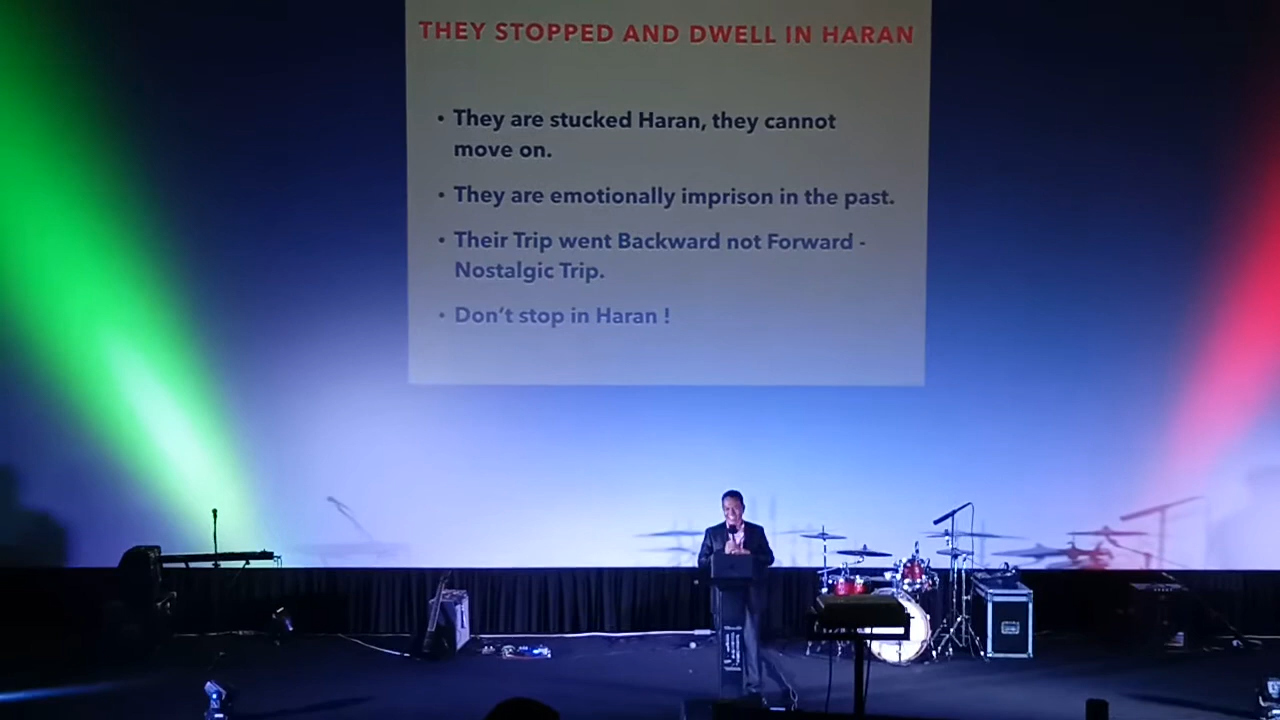 THEY STOPPED AND DWELL IN HARAN
• They are stucked Haran, they cannot
move on.
• They are emotionally imprison in the past.
• Their Trip went Backward not Forward -
Nostalgic Trip.
• Don't stop in Haran !